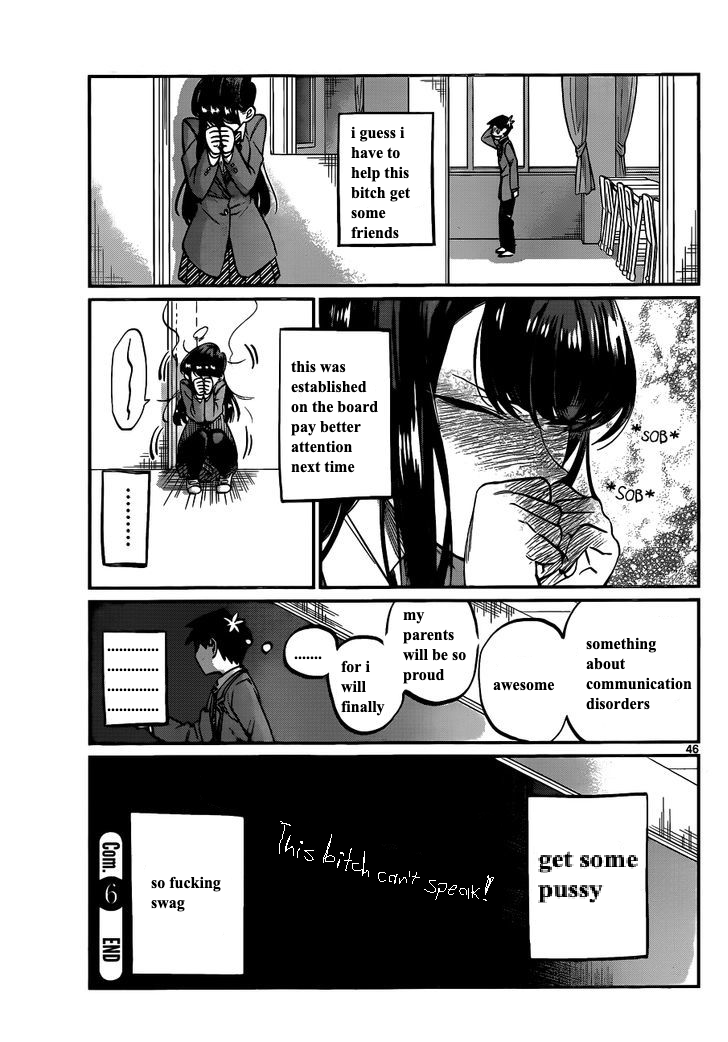 i guess i
have to
help this
bitch get
some
friends
*SOB*
*SOB*
this was
established
on the board
pay better
attention
next time
.........
something
about
communication
disorders
awesome
my
parents
will be so
proud
for i
will
finally
.......
...............
...............
...............
...............
46
get some
pussy
This bitch can't speak!
so fucking
swag
Com.
6
END